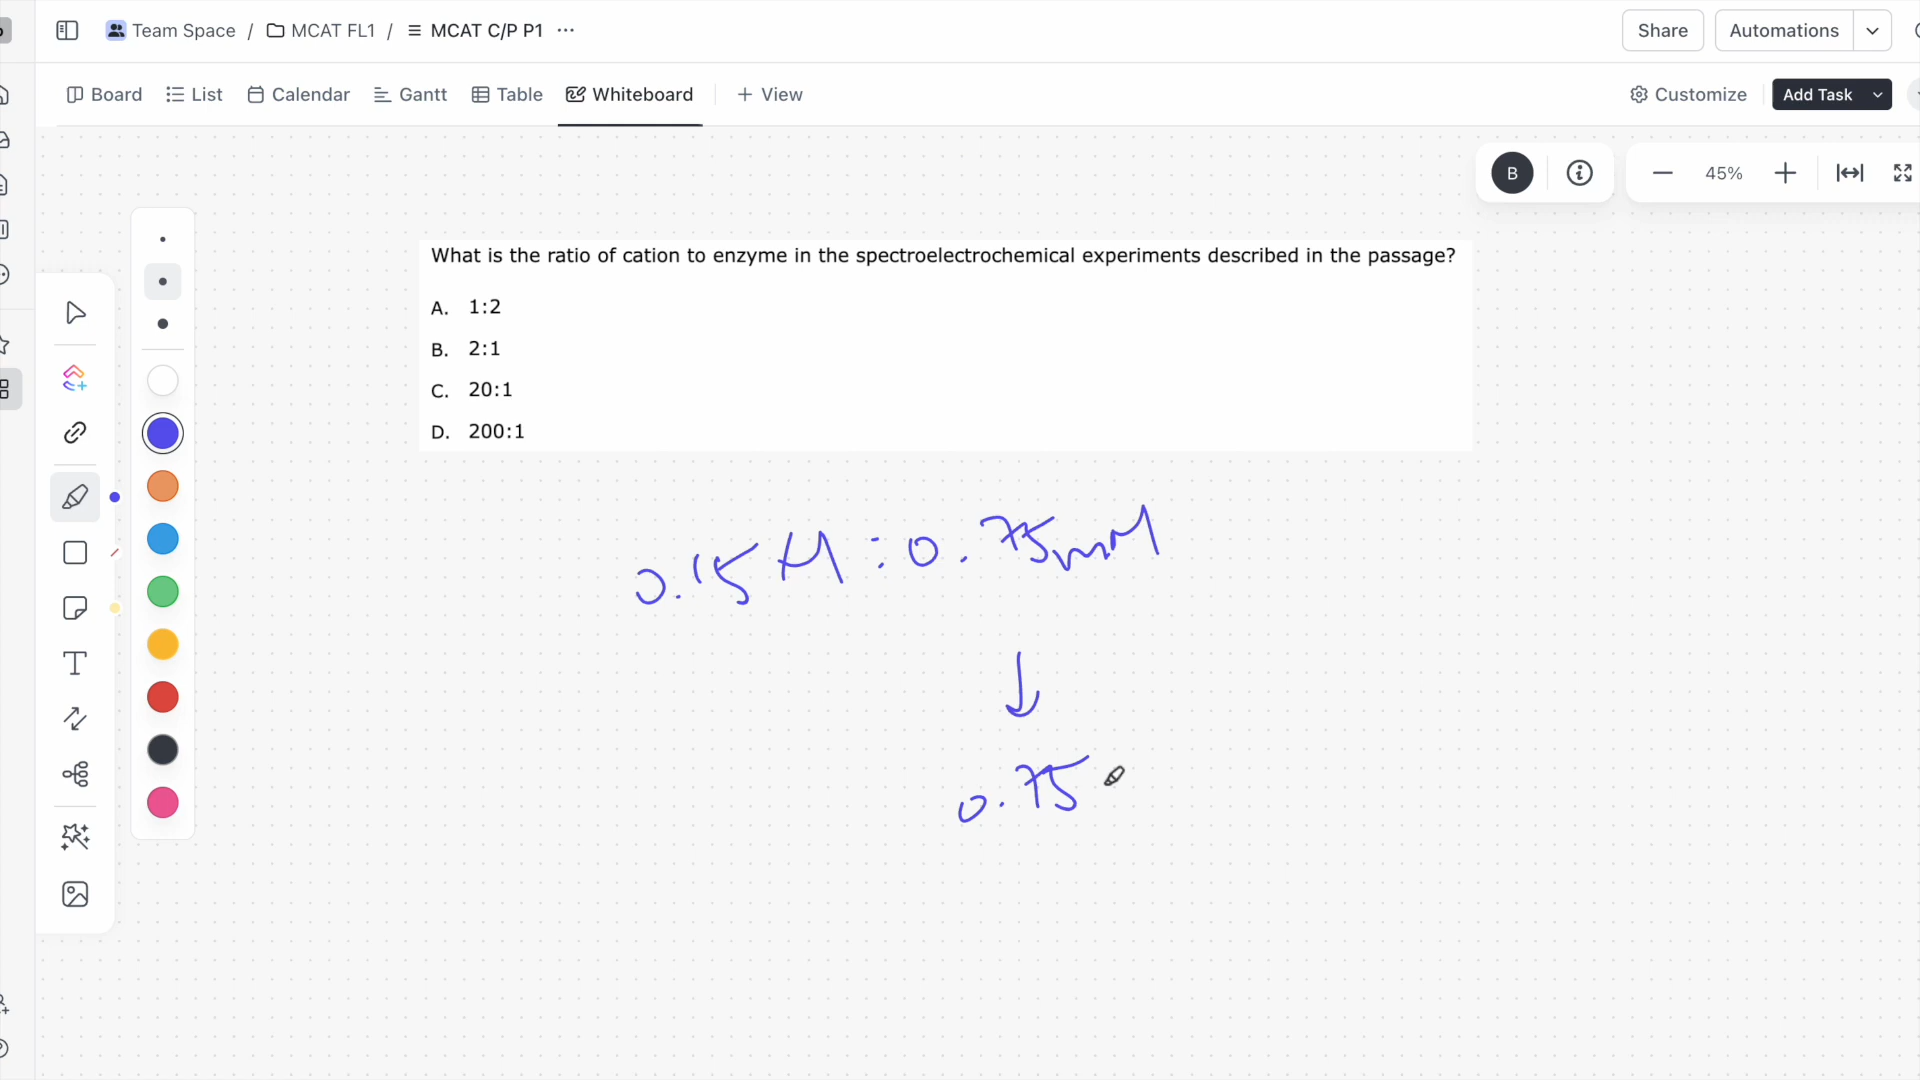 Team Space / MCAT FL1 / MCAT C/P P1 ...
Share
Automations
Board
List
Calendar
Gantt
Table
Whiteboard
+ View
Customize
Add Task
B
45%
What is the ratio of cation to enzyme in the spectroelectrochemical experiments described in the passage?
A. 1:2
B. 2:1
C. 20:1
D. 200:1
0.15 M : 0.75mM
0.75